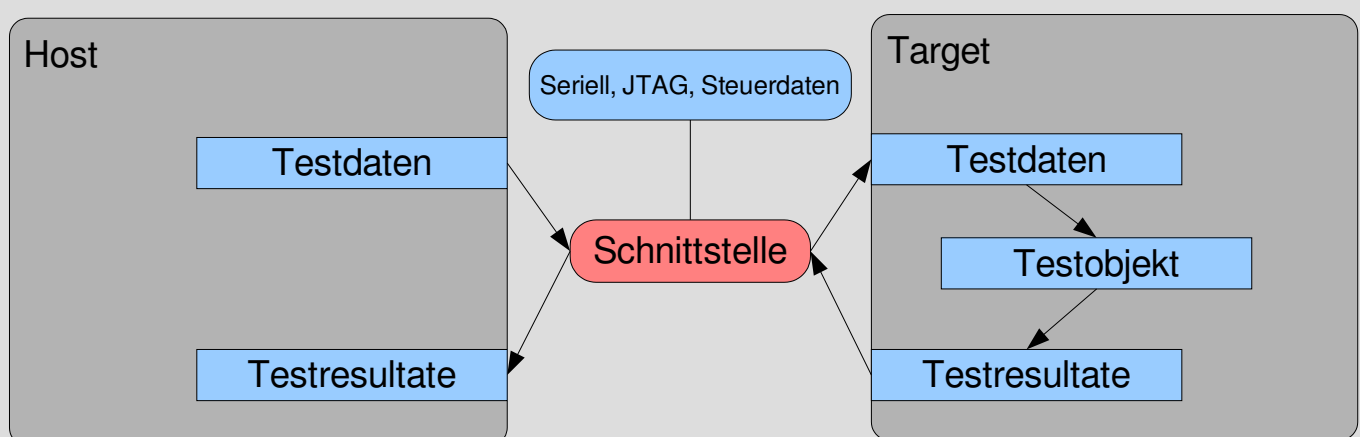 Host
Seriell, JTAG, Steuerdaten
Target
Testdaten
Testdaten
Schnittstelle
Testobjekt
Testresultate
Testresultate